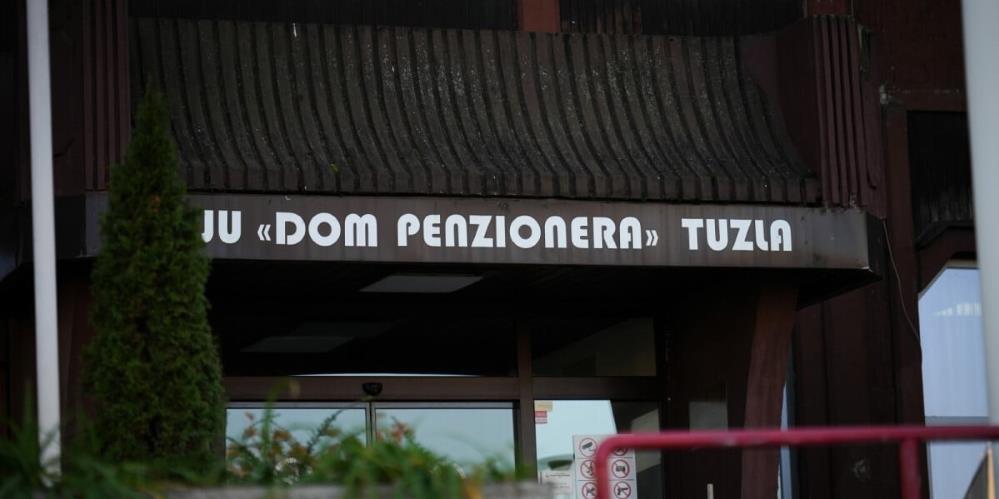 JU «DOM PENZIONERA» TUZLA